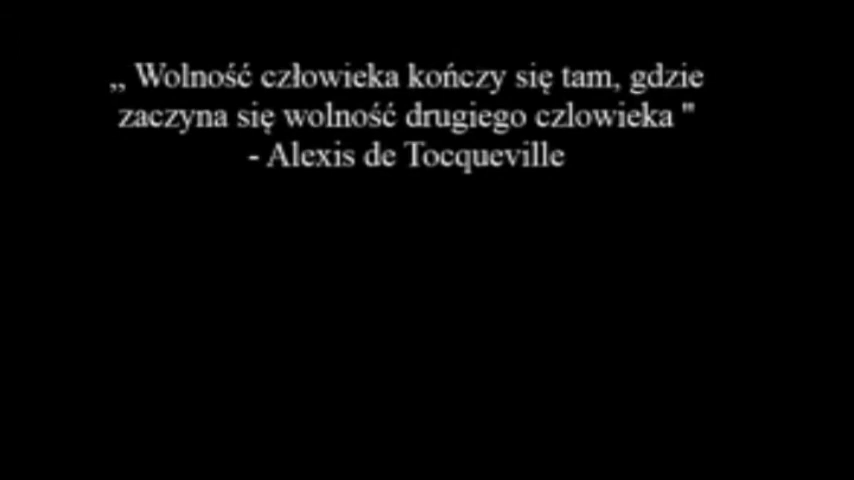 ,, Wolność człowieka kończy się tam, gdzie
zaczyna się wolność drugiego czlowieka "
- Alexis de Tocqueville